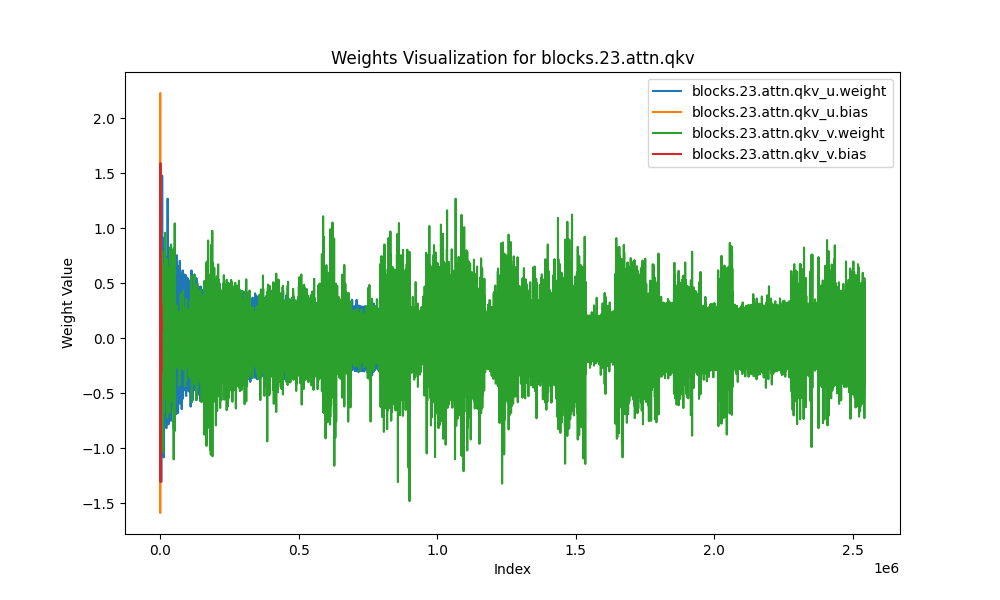 Weights Visualization for blocks.23.attn.qkv
blocks.23.attn.qkv_u.weight
blocks.23.attn.qkv_u.bias
blocks.23.attn.qkv_v.weight
blocks.23.attn.qkv_v.bias
Weight Value
2.0
1.5
1.0
0.5
0.0
−0.5
−1.0
−1.5
0.0 0.5 1.0 1.5 2.0 2.5
1e6
Index